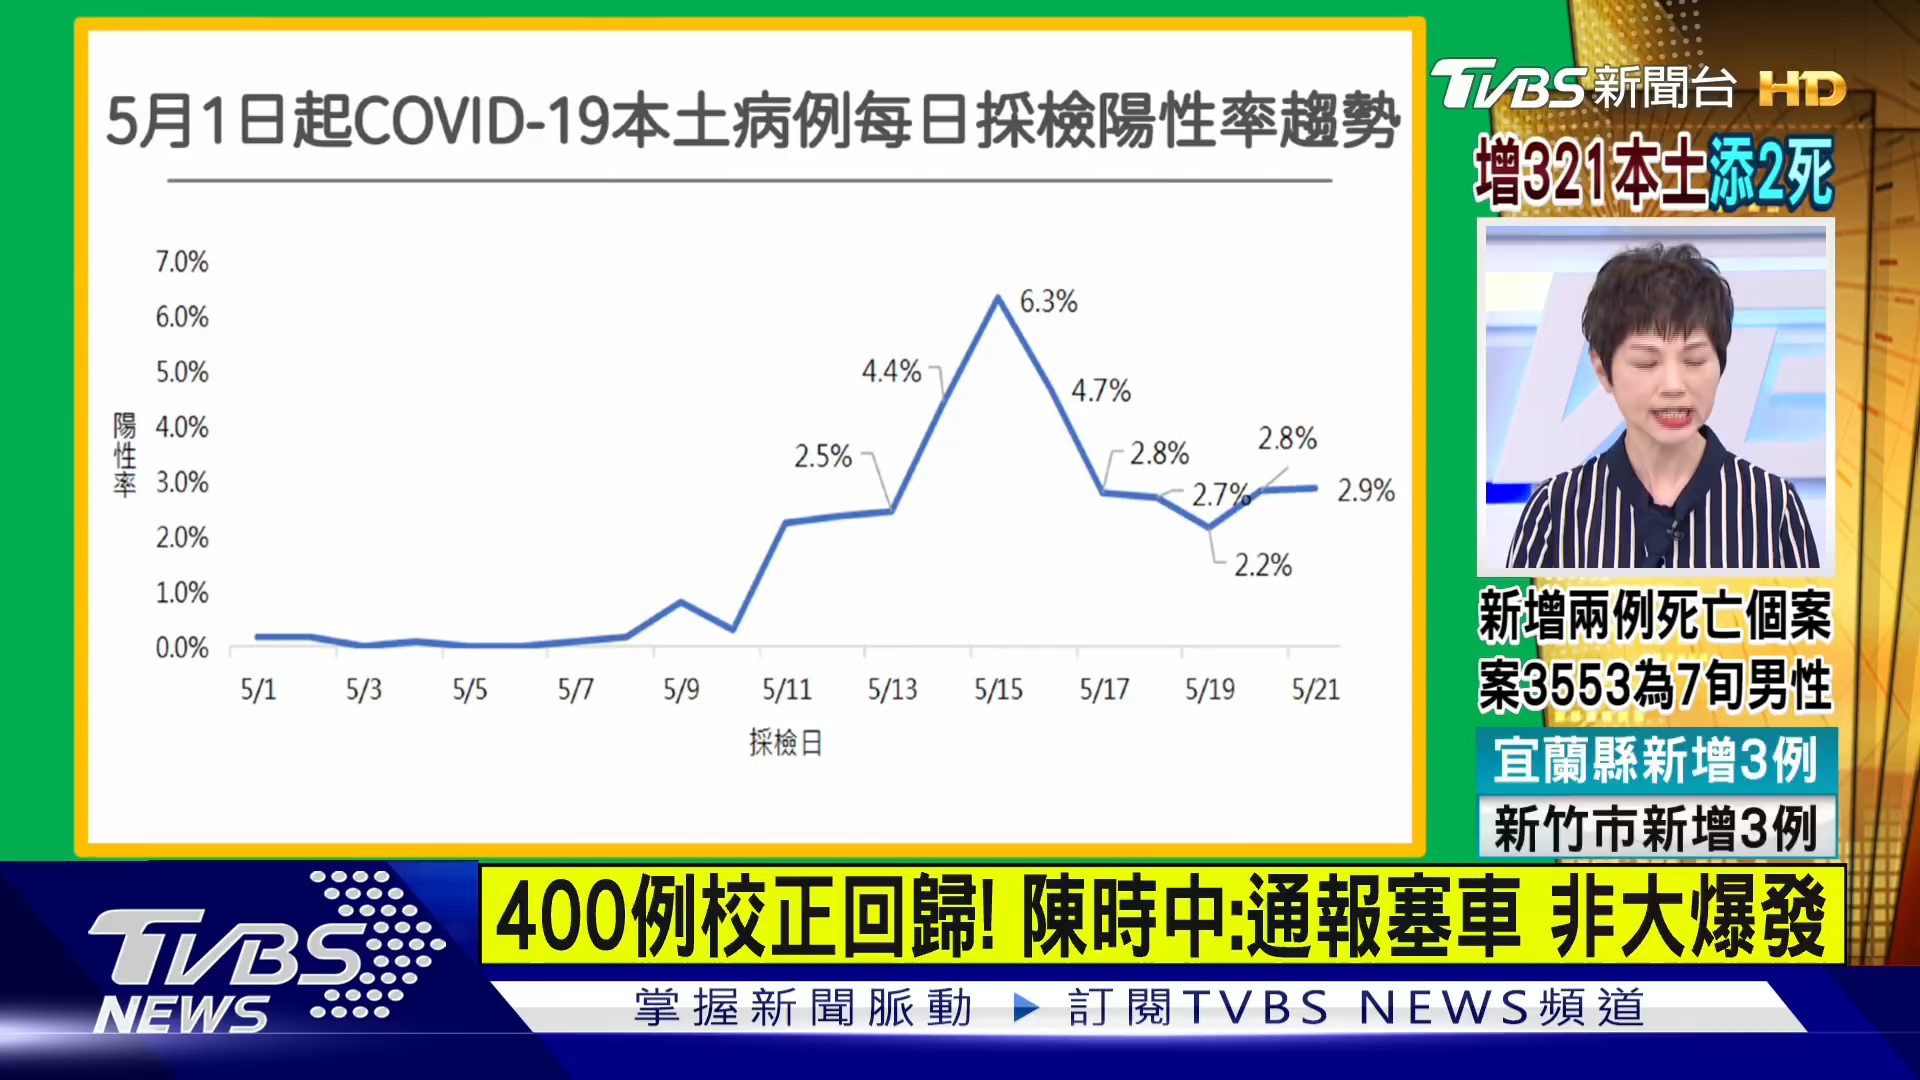 5月1日起COVID-19本土病例每日採檢陽性率趨勢
7.0%
6.0%
5.0%
4.0%
3.0%
2.0%
1.0%
0.0%
陽性率
2.5%
4.4%
6.3%
4.7%
2.8%
2.7%
2.2%
2.8%
2.9%
5/1 5/3 5/5 5/7 5/9 5/11 5/13 5/15 5/17 5/19 5/21
採檢日
TVBS新聞台 HD
增321本土添2死
新增兩例死亡個案
案3553為7旬男性
宜蘭縣新增3例
新竹市新增3例
400例校正回歸! 陳時中:通報塞車 非大爆發
TVBS
NEWS
掌握新聞脈動 ▶ 訂閱TVBS NEWS頻道